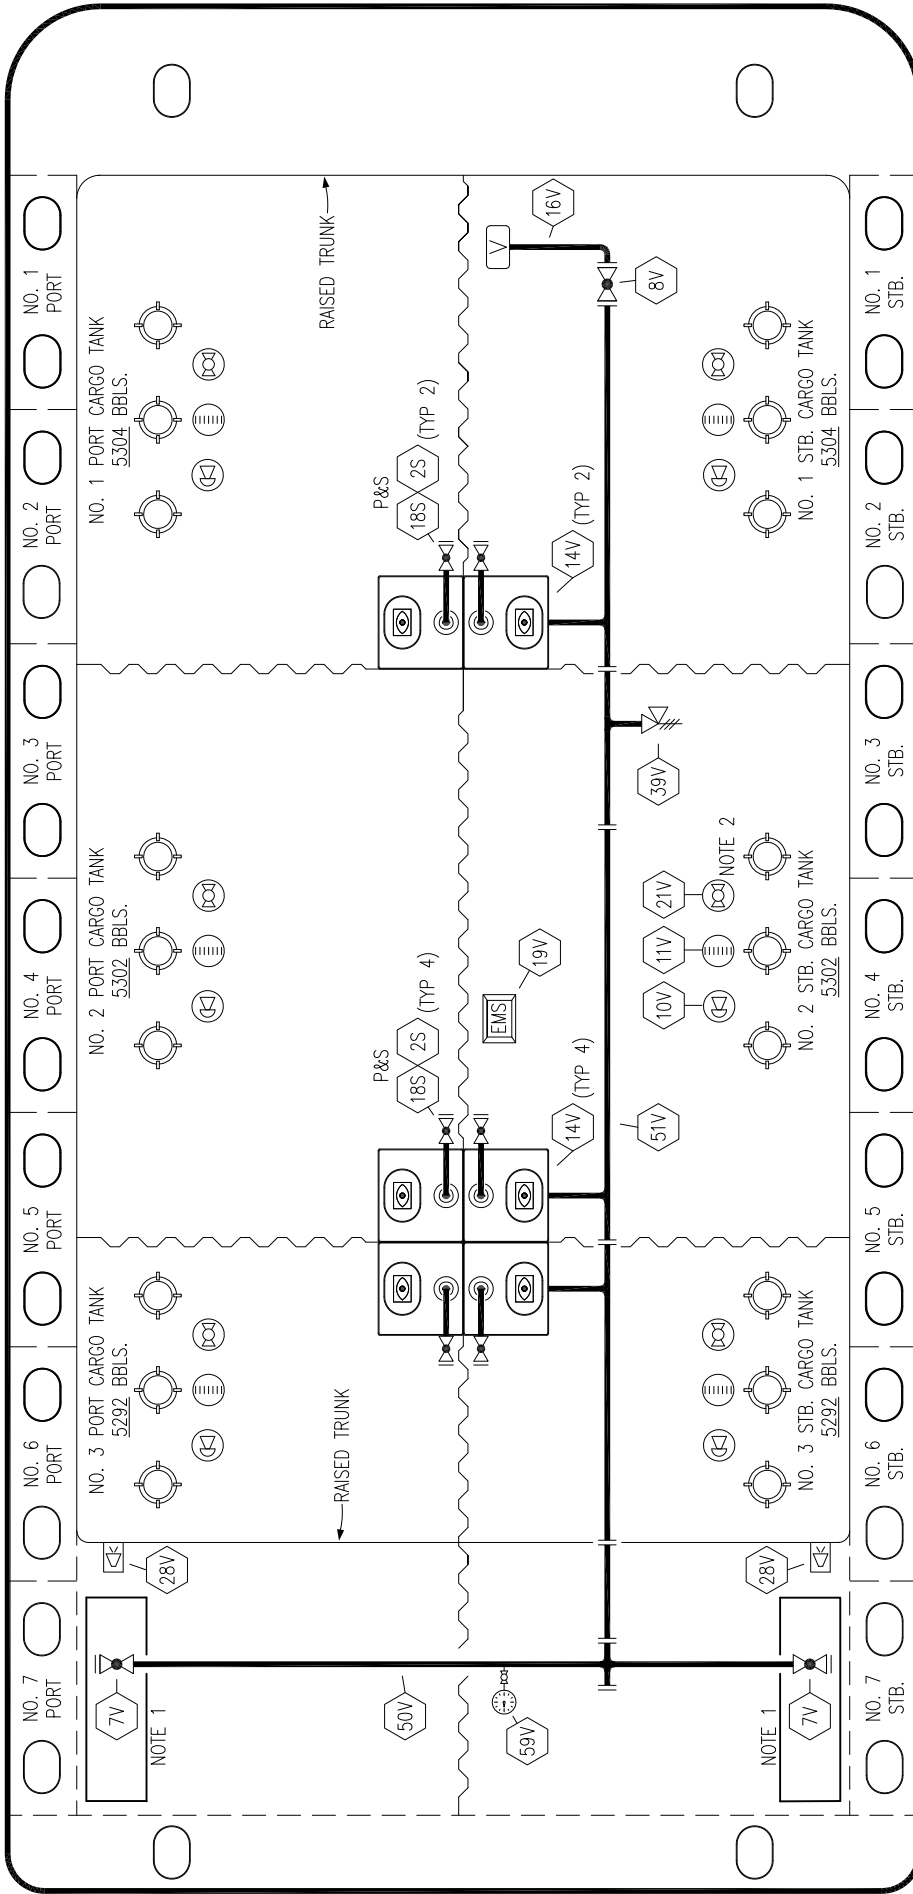 NO. 7
PORT
NO. 6
PORT
NO. 5
PORT
NO. 4
PORT
NO. 3
PORT
NO. 2
PORT
NO. 1
PORT
NO. 3 PORT CARGO TANK
5292 BBLS.
NO. 2 PORT CARGO TANK
5302 BBLS.
NO. 1 PORT CARGO TANK
5304 BBLS.
7V
NOTE 1
28V
RAISED TRUNK
RAISED TRUNK
P&S
18S
2S
(TYP 4)
P&S
18S
2S
(TYP 2)
50V
59V
EMS
19V
V
16V
14V
(TYP 4)
14V
(TYP 2)
8V
51V
39V
10V
11V
21V
NOTE 2
NOTE 1
7V
28V
NO. 3 STB. CARGO TANK
5292 BBLS.
NO. 2 STB. CARGO TANK
5302 BBLS.
NO. 1 STB. CARGO TANK
5304 BBLS.
NO. 7
STB.
NO. 6
STB.
NO. 5
STB.
NO. 4
STB.
NO. 3
STB.
NO. 2
STB.
NO. 1
STB.